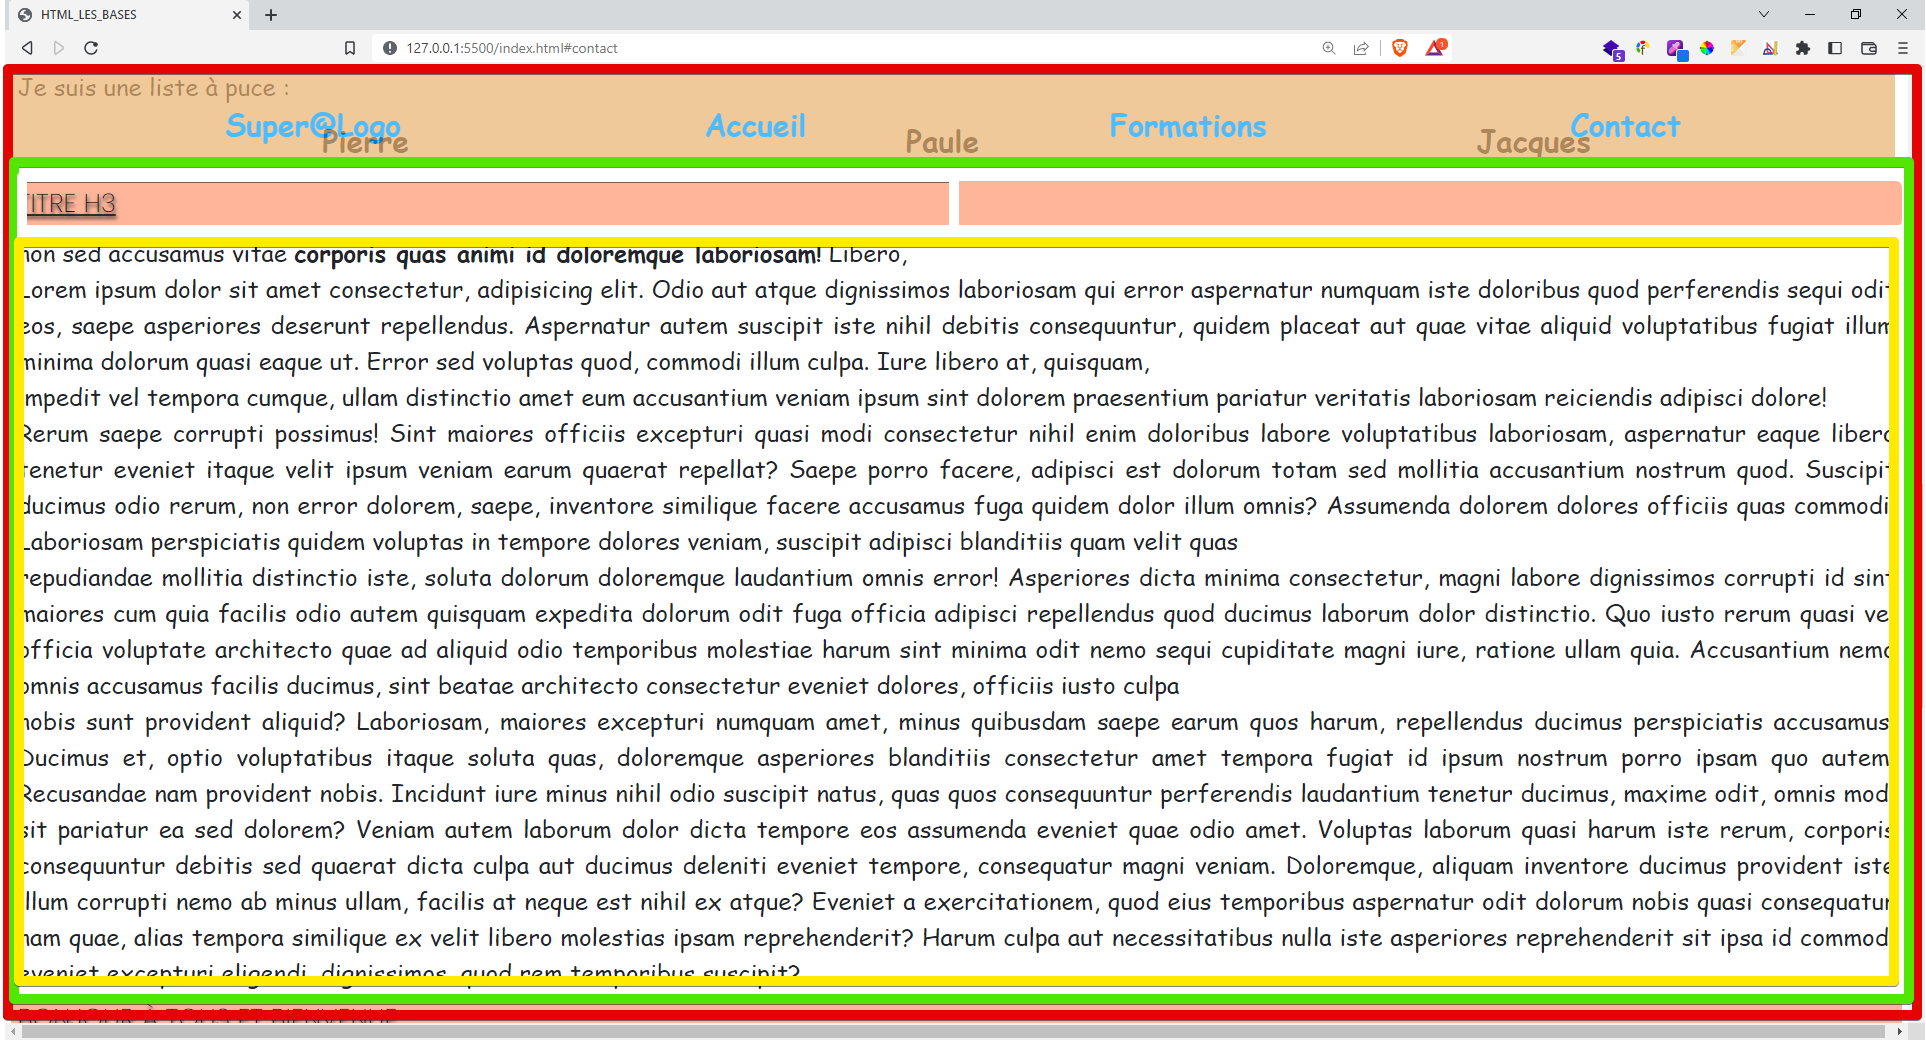 HTML_LES_BASES
127.0.0.1:5500/index.html#contact
5
1
Je suis une liste à puce :
Super@Logo Accueil Formations Contact
Pierre Paule Jacques
TITRE H3
non sed accusamus vitae corporis quas animi id doloremque laboriosam! Libero,
Lorem ipsum dolor sit amet consectetur, adipisicing elit. Odio aut atque dignissimos laboriosam qui error aspernatur numquam iste doloribus quod perferendis sequi odit
eos, saepe asperiores deserunt repellendus. Aspernatur autem suscipit iste nihil debitis consequuntur, quidem placeat aut quae vitae aliquid voluptatibus fugiat illum
minima dolorum quasi eaque ut. Error sed voluptas quod, commodi illum culpa. Iure libero at, quisquam,
impedit vel tempora cumque, ullam distinctio amet eum accusantium veniam ipsum sint dolorem praesentium pariatur veritatis laboriosam reiciendis adipisci dolore!
Rerum saepe corrupti possimus! Sint maiores officiis excepturi quasi modi consectetur nihil enim doloribus labore voluptatibus laboriosam, aspernatur eaque libero
tenetur eveniet itaque velit ipsum veniam earum quaerat repellat? Saepe porro facere, adipisci est dolorum totam sed mollitia accusantium nostrum quod. Suscipit
ducimus odio rerum, non error dolorem, saepe, inventore similique facere accusamus fuga quidem dolor illum omnis? Assumenda dolorem dolores officiis quas commodi
Laboriosam perspiciatis quidem voluptas in tempore dolores veniam, suscipit adipisci blanditiis quam velit quas
repudiandae mollitia distinctio iste, soluta dolorum doloremque laudantium omnis error! Asperiores dicta minima consectetur, magni labore dignissimos corrupti id sint
maiores cum quia facilis odio autem quisquam expedita dolorum odit fuga officia adipisci repellendus quod ducimus laborum dolor distinctio. Quo iusto rerum quasi ve
officia voluptate architecto quae ad aliquid odio temporibus molestiae harum sint minima odit nemo sequi cupiditate magni iure, ratione ullam quia. Accusantium nemo
omnis accusamus facilis ducimus, sint beatae architecto consectetur eveniet dolores, officiis iusto culpa
nobis sunt provident aliquid? Laboriosam, maiores excepturi numquam amet, minus quibusdam saepe earum quos harum, repellendus ducimus perspiciatis accusamus
Ducimus et, optio voluptatibus itaque soluta quas, doloremque asperiores blanditiis consectetur amet tempora fugiat id ipsum nostrum porro ipsam quo autem
Recusandae nam provident nobis. Incidunt iure minus nihil odio suscipit natus, quas quos consequuntur perferendis laudantium tenetur ducimus, maxime odit, omnis mod
sit pariatur ea sed dolorem? Veniam autem laborum dolor dicta tempore eos assumenda eveniet quae odio amet. Voluptas laborum quasi harum iste rerum, corporis
consequuntur debitis sed quaerat dicta culpa aut ducimus deleniti eveniet tempore, consequatur magni veniam. Doloremque, aliquam inventore ducimus provident iste
illum corrupti nemo ab minus ullam, facilis at neque est nihil ex atque? Eveniet a exercitationem, quod eius temporibus aspernatur odit dolorum nobis quasi consequatur
nam quae, alias tempora similique ex velit libero molestias ipsam reprehenderit? Harum culpa aut necessitatibus nulla iste asperiores reprehenderit sit ipsa id commod
eveniet excepturi eligendi, dignissimos, quod rem temporibus suscipit?